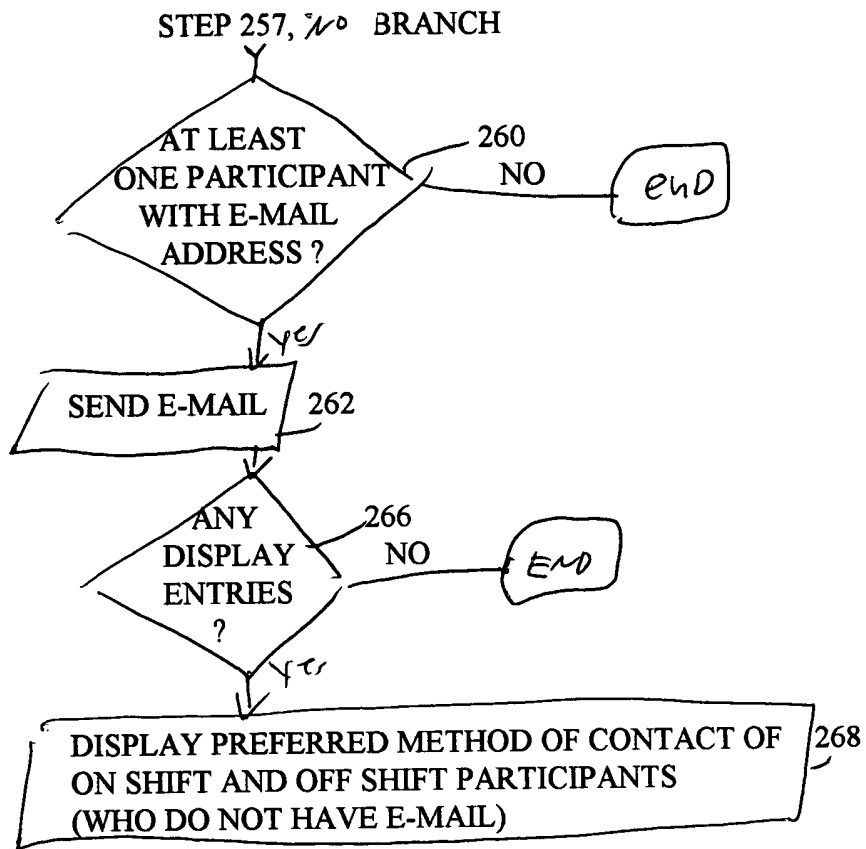 STEP 257, NO BRANCH
AT LEAST
ONE PARTICIPANT
WITH E-MAIL
ADDRESS ?
260
NO
END
yes
SEND E-MAIL
262
ANY
DISPLAY
ENTRIES
?
266
NO
END
yes
DISPLAY PREFERRED METHOD OF CONTACT OF
ON SHIFT AND OFF SHIFT PARTICIPANTS
(WHO DO NOT HAVE E-MAIL)
268